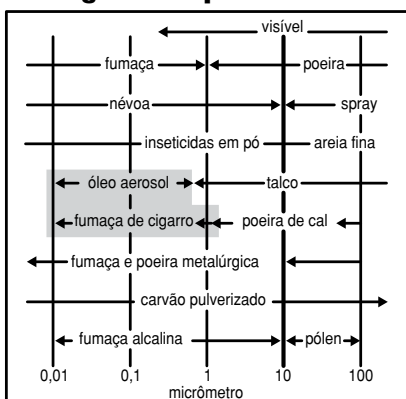 visível
fumaça poeira
névoa spray
inseticidas em pó areia fina
óleo aerosol talco
fumaça de cigarro poeira de cal
fumaça e poeira metalúrgica
carvão pulverizado
fumaça alcalina pólen
0,01 0,1 1 10 100
micrômetro